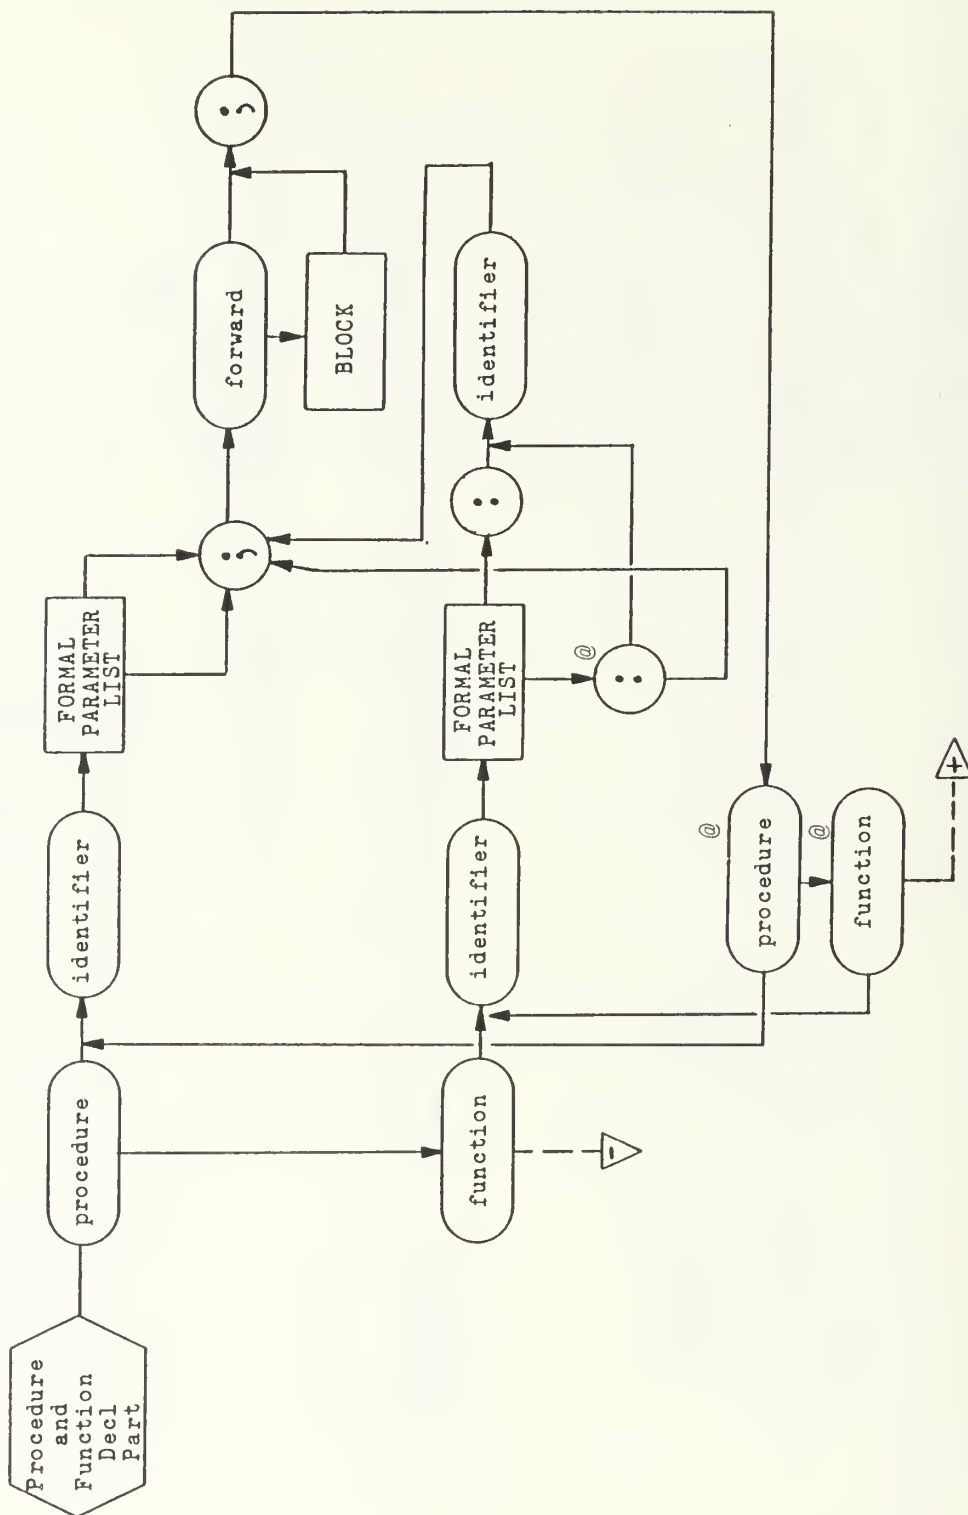 Procedure
and
Function
Decl
Part
procedure
identifier
FORMAL
PARAMETER
LIST
;
forward
;
BLOCK
function
identifier
FORMAL
PARAMETER
LIST
:
identifier
@
:
@
procedure
@
function
-
+